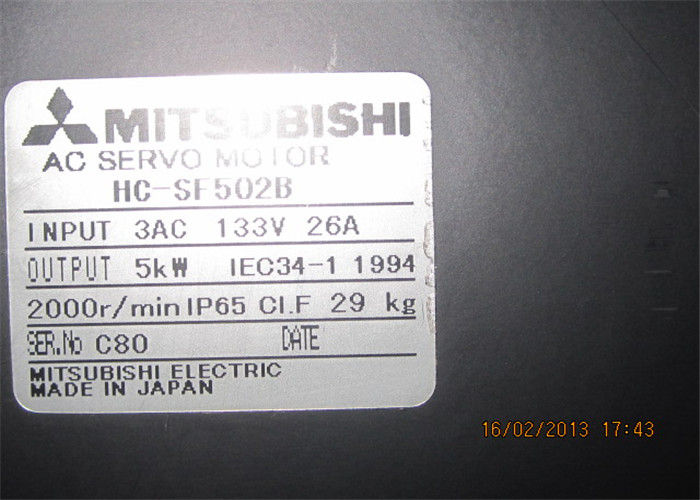 MITSUBISHI
AC SERVO MOTOR
HC-SF502B
INPUT 3AC 133V 26A
OUTPUT 5kW IEC34-1 1994
2000r/min IP65 Cl.F 29 kg
SER.No C80 DATE
MITSUBISHI ELECTRIC
MADE IN JAPAN
16/02/2013 17:43